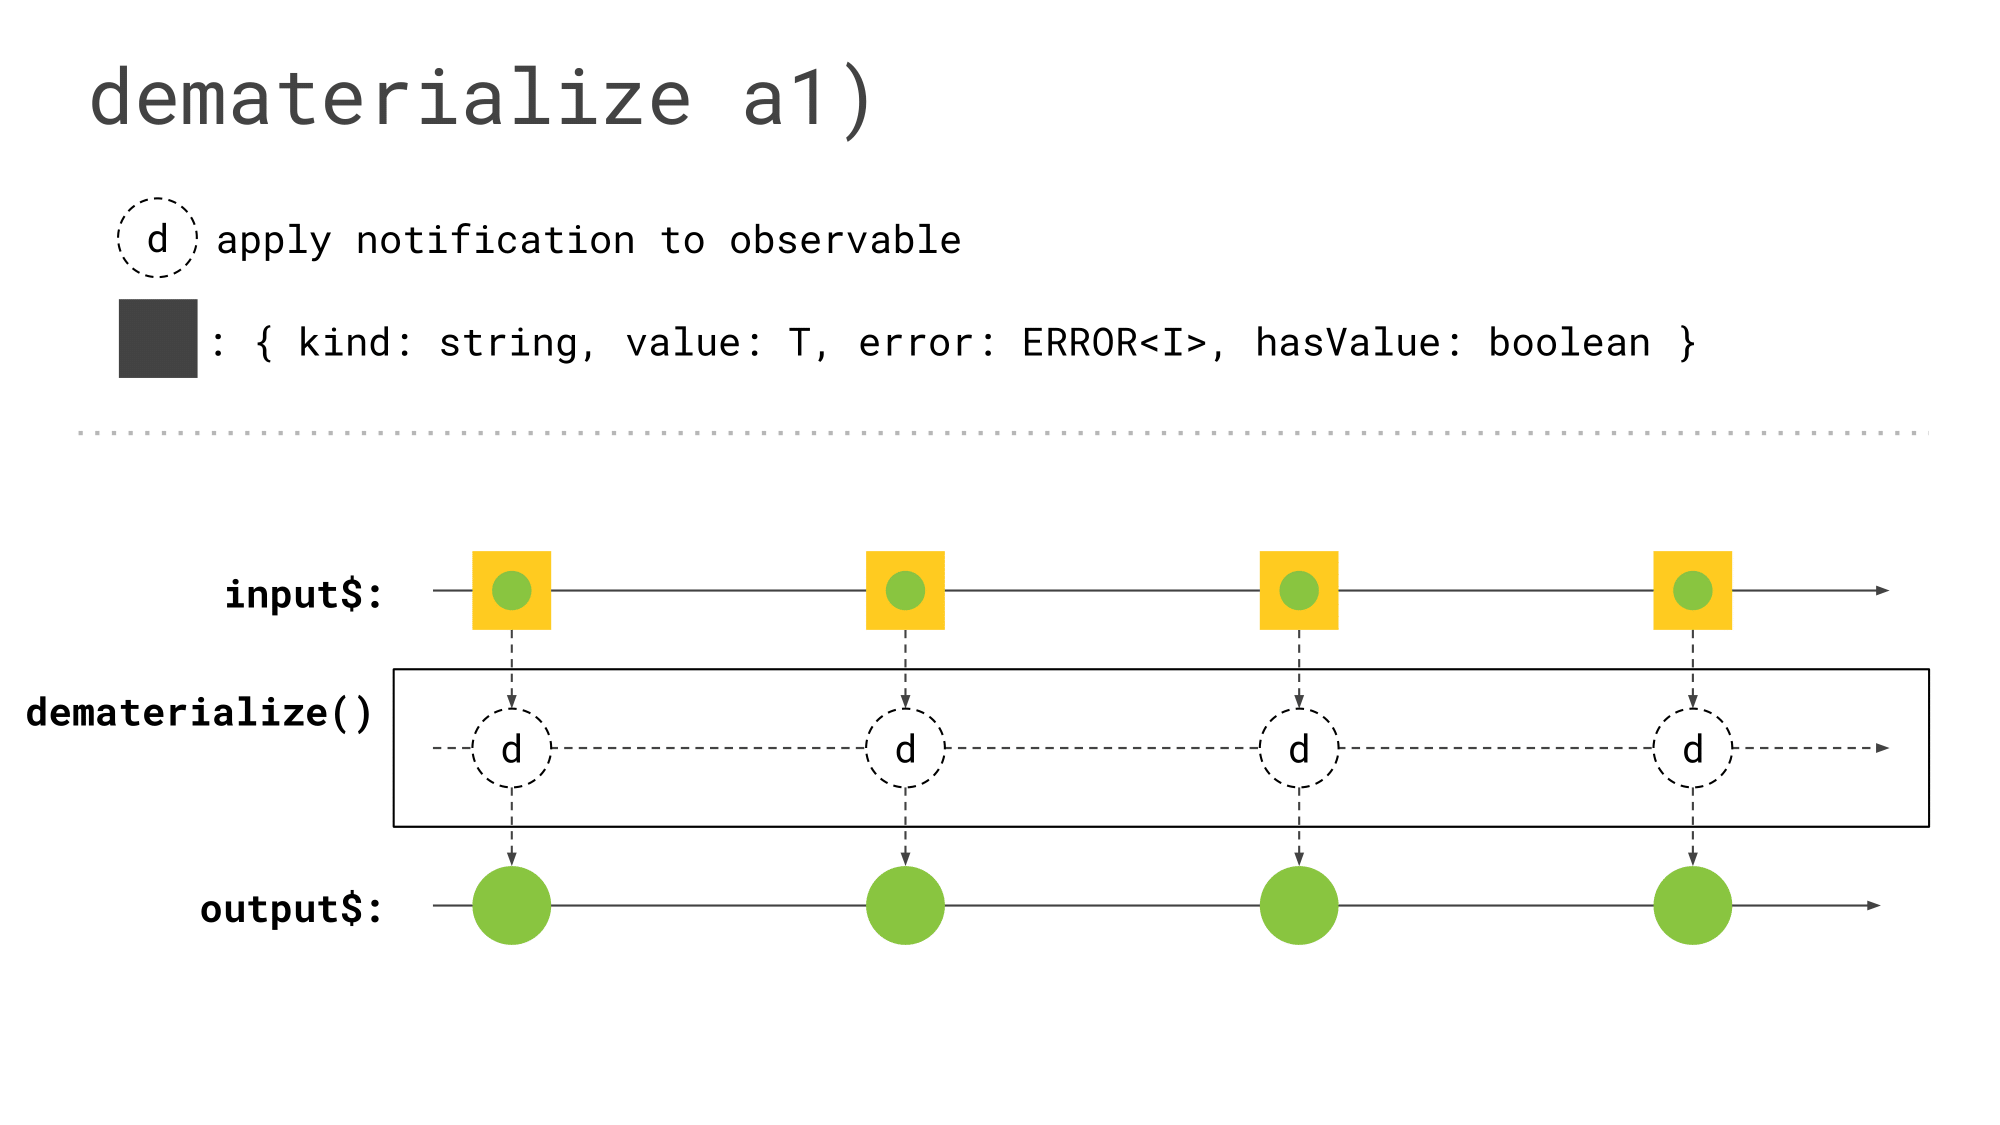 dematerialize a1)
d apply notification to observable
: { kind: string, value: T, error: ERROR<I>, hasValue: boolean }
input$:
dematerialize()
d d d d
output$: